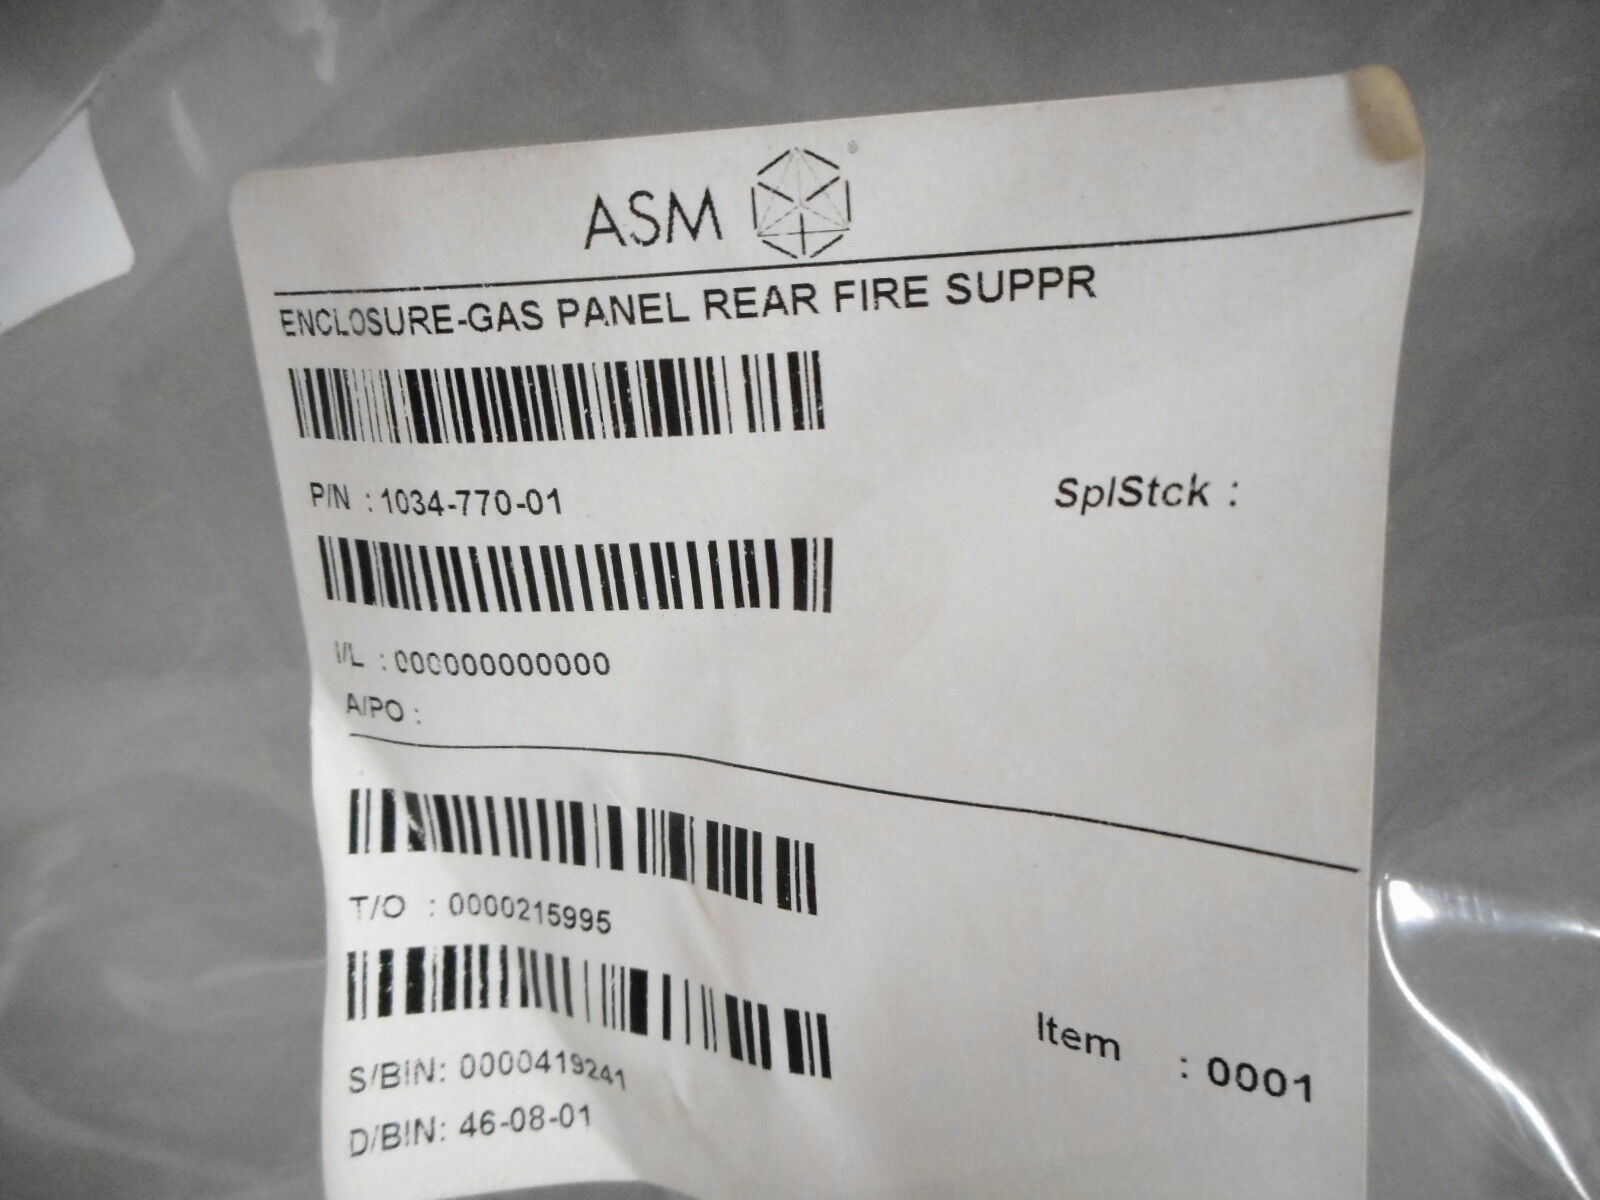 ASM ®
ENCLOSURE-GAS PANEL REAR FIRE SUPPR
P/N : 1034-770-01
SplStck :
I/L : 000000000000
A/PO :
T/O : 0000215995
S/BIN: 0000419241
Item : 0001
D/BIN: 46-08-01